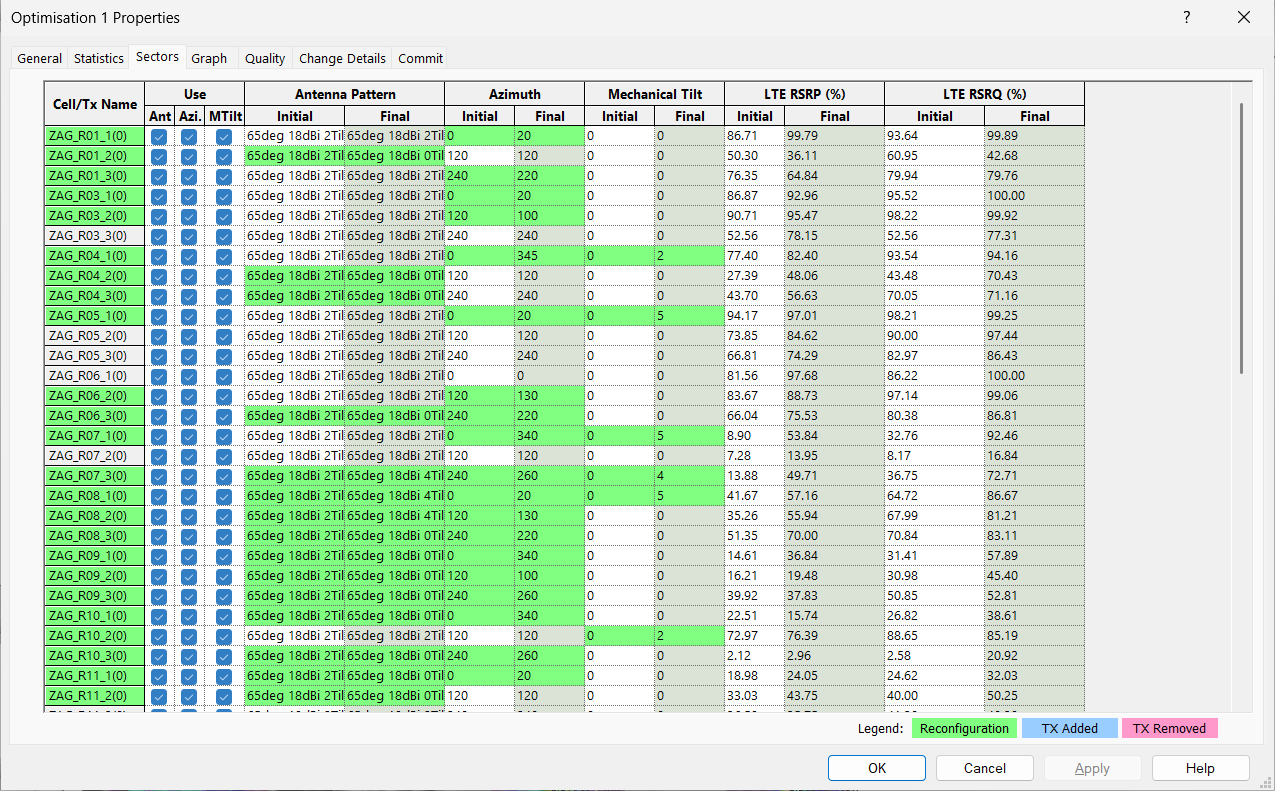 Optimisation 1 Properties ?
General Statistics Sectors Graph Quality Change Details Commit
Cell/Tx Name Use Antenna Pattern Azimuth Mechanical Tilt LTE RSRP (%) LTE RSRQ (%)
Ant Azi. MTilt Initial Final Initial Final Initial Final Initial Final Initial Final
ZAG_R01_1(0) 65deg 18dBi 2Til 65deg 18dBi 2Til 0 20 0 0 86.71 99.79 93.64 99.89
ZAG_R01_2(0) 65deg 18dBi 2Til 65deg 18dBi 0Til 120 120 0 0 50.30 36.11 60.95 42.68
ZAG_R01_3(0) 65deg 18dBi 2Til 65deg 18dBi 2Til 240 220 0 0 76.35 64.84 79.94 79.76
ZAG_R03_1(0) 65deg 18dBi 2Til 65deg 18dBi 2Til 0 20 0 0 86.87 92.96 95.52 100.00
ZAG_R03_2(0) 65deg 18dBi 2Til 65deg 18dBi 2Til 120 100 0 0 90.71 95.47 98.22 99.92
ZAG_R03_3(0) 65deg 18dBi 2Til 65deg 18dBi 2Til 240 240 0 0 52.56 78.15 52.56 77.31
ZAG_R04_1(0) 65deg 18dBi 2Til 65deg 18dBi 2Til 0 345 0 2 77.40 82.40 93.54 94.16
ZAG_R04_2(0) 65deg 18dBi 2Til 65deg 18dBi 0Til 120 120 0 0 27.39 48.06 43.48 70.43
ZAG_R04_3(0) 65deg 18dBi 2Til 65deg 18dBi 0Til 240 240 0 0 43.70 56.63 70.05 71.16
ZAG_R05_1(0) 65deg 18dBi 2Til 65deg 18dBi 2Til 0 20 0 5 94.17 97.01 98.21 99.25
ZAG_R05_2(0) 65deg 18dBi 2Til 65deg 18dBi 2Til 120 120 0 0 73.85 84.62 90.00 97.44
ZAG_R05_3(0) 65deg 18dBi 2Til 65deg 18dBi 2Til 240 240 0 0 66.81 74.29 82.97 86.43
ZAG_R06_1(0) 65deg 18dBi 2Til 65deg 18dBi 2Til 0 0 0 0 81.56 97.68 86.22 100.00
ZAG_R06_2(0) 65deg 18dBi 2Til 65deg 18dBi 2Til 120 130 0 0 83.67 88.73 97.14 99.06
ZAG_R06_3(0) 65deg 18dBi 2Til 65deg 18dBi 0Til 240 220 0 0 66.04 75.53 80.38 86.81
ZAG_R07_1(0) 65deg 18dBi 2Til 65deg 18dBi 2Til 0 340 0 5 8.90 53.84 32.76 92.46
ZAG_R07_2(0) 65deg 18dBi 2Til 65deg 18dBi 2Til 120 120 0 0 7.28 13.95 8.17 16.84
ZAG_R07_3(0) 65deg 18dBi 2Til 65deg 18dBi 4Til 240 260 0 4 13.88 49.71 36.75 72.71
ZAG_R08_1(0) 65deg 18dBi 2Til 65deg 18dBi 4Til 0 20 0 5 41.67 57.16 64.72 86.67
ZAG_R08_2(0) 65deg 18dBi 2Til 65deg 18dBi 4Til 120 130 0 0 35.26 55.94 67.99 81.21
ZAG_R08_3(0) 65deg 18dBi 2Til 65deg 18dBi 0Til 240 220 0 0 51.35 70.00 70.84 83.11
ZAG_R09_1(0) 65deg 18dBi 2Til 65deg 18dBi 0Til 0 340 0 0 14.61 36.84 31.41 57.89
ZAG_R09_2(0) 65deg 18dBi 2Til 65deg 18dBi 0Til 120 100 0 0 16.21 19.48 30.98 45.40
ZAG_R09_3(0) 65deg 18dBi 2Til 65deg 18dBi 0Til 240 260 0 0 39.92 37.83 50.85 52.81
ZAG_R10_1(0) 65deg 18dBi 2Til 65deg 18dBi 0Til 0 340 0 0 22.51 15.74 26.82 38.61
ZAG_R10_2(0) 65deg 18dBi 2Til 65deg 18dBi 2Til 120 120 0 2 72.97 76.39 88.65 85.19
ZAG_R10_3(0) 65deg 18dBi 2Til 65deg 18dBi 0Til 240 260 0 0 2.12 2.96 2.58 20.92
ZAG_R11_1(0) 65deg 18dBi 2Til 65deg 18dBi 0Til 0 20 0 0 18.98 24.05 24.62 32.03
ZAG_R11_2(0) 65deg 18dBi 2Til 65deg 18dBi 0Til 120 120 0 0 33.03 43.75 40.00 50.25
Legend: Reconfiguration TX Added TX Removed
OK Cancel Apply Help